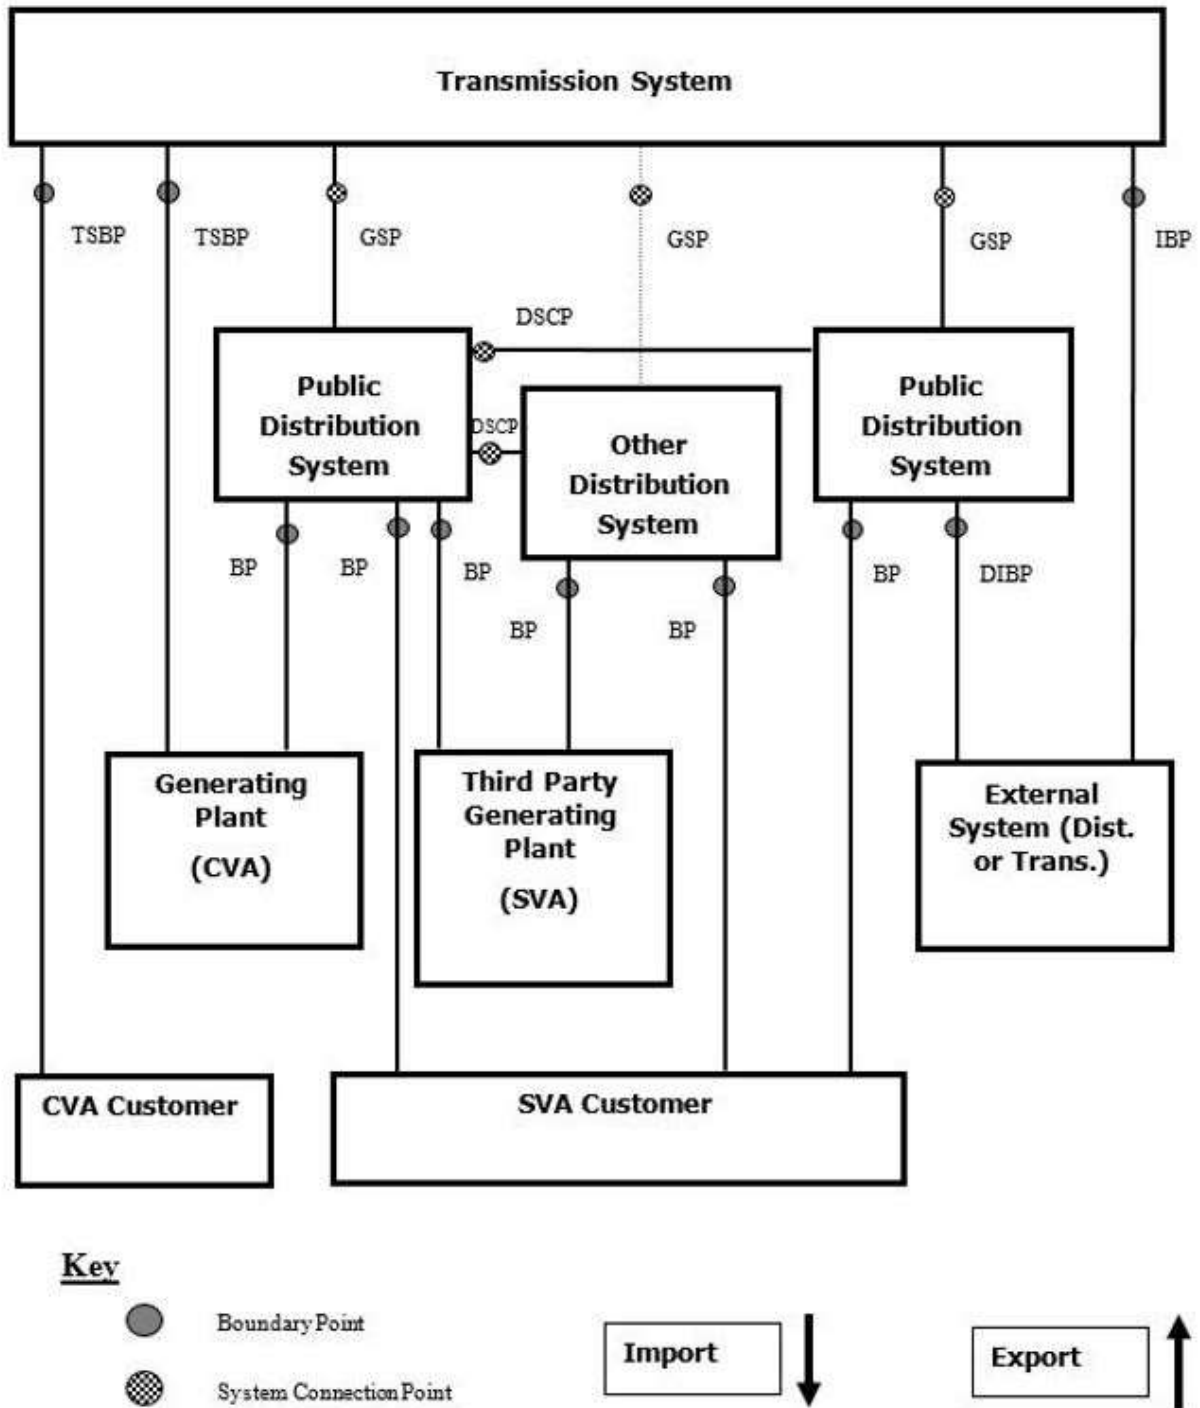 Transmission System
TSBP
TSBP
GSP
GSP
GSP
IBP
DSCP
Public
Distribution
System
DSCP
Other
Distribution
System
Public
Distribution
System
BP
BP
BP
BP
BP
BP
DIBP
Generating
Plant
(CVA)
Third Party
Generating
Plant
(SVA)
External
System (Dist.
or Trans.)
CVA Customer
SVA Customer
Key
Boundary Point
System Connection Point
Import
Export